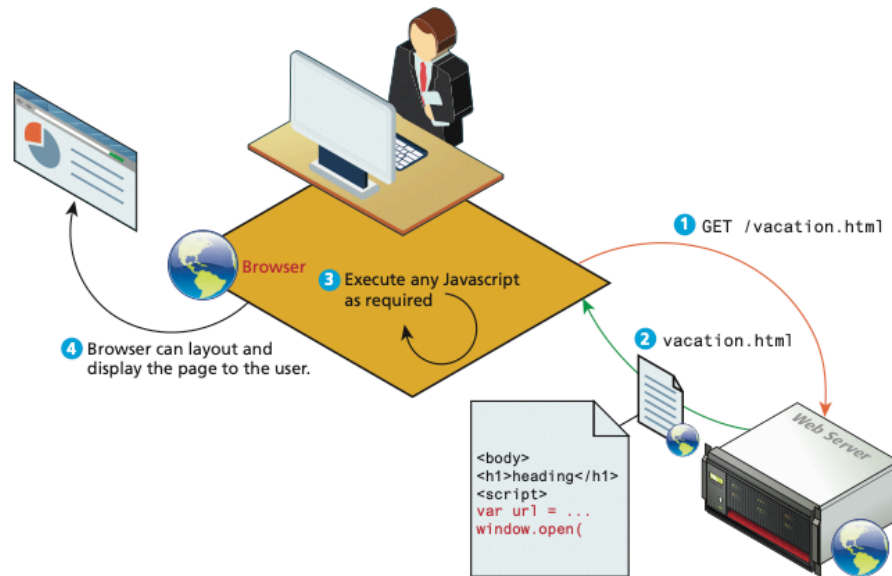 1 GET /vacation.html
Browser
3 Execute any Javascript
as required
2 vacation.html
4 Browser can layout and
display the page to the user.
Web Server
<body>
<h1>heading</h1>
<script>
var url = ...
window.open(